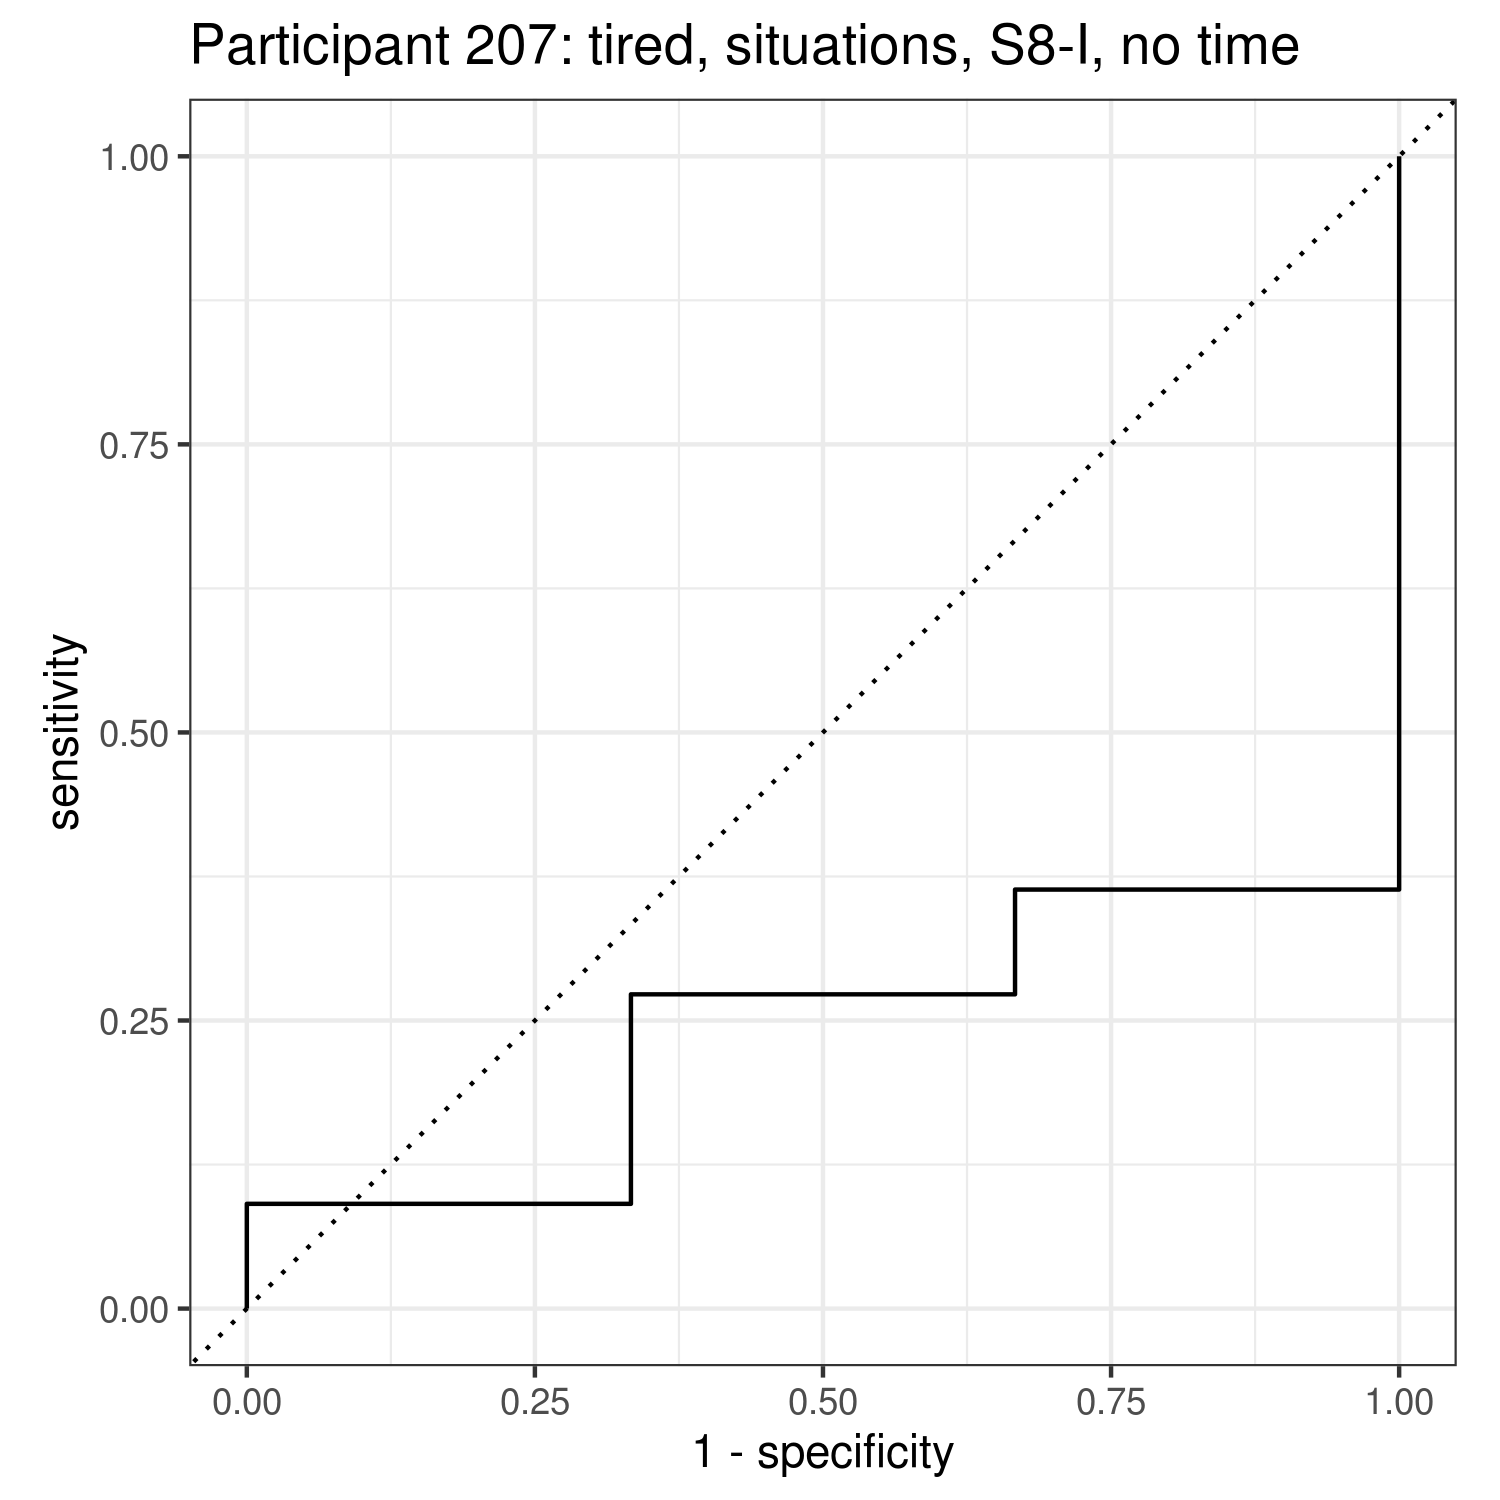 Participant 207: tired, situations, S8-I, no time
1.00
0.75
0.50
0.25
0.00
sensitivity
0.00 0.25 0.50 0.75 1.00
1 - specificity